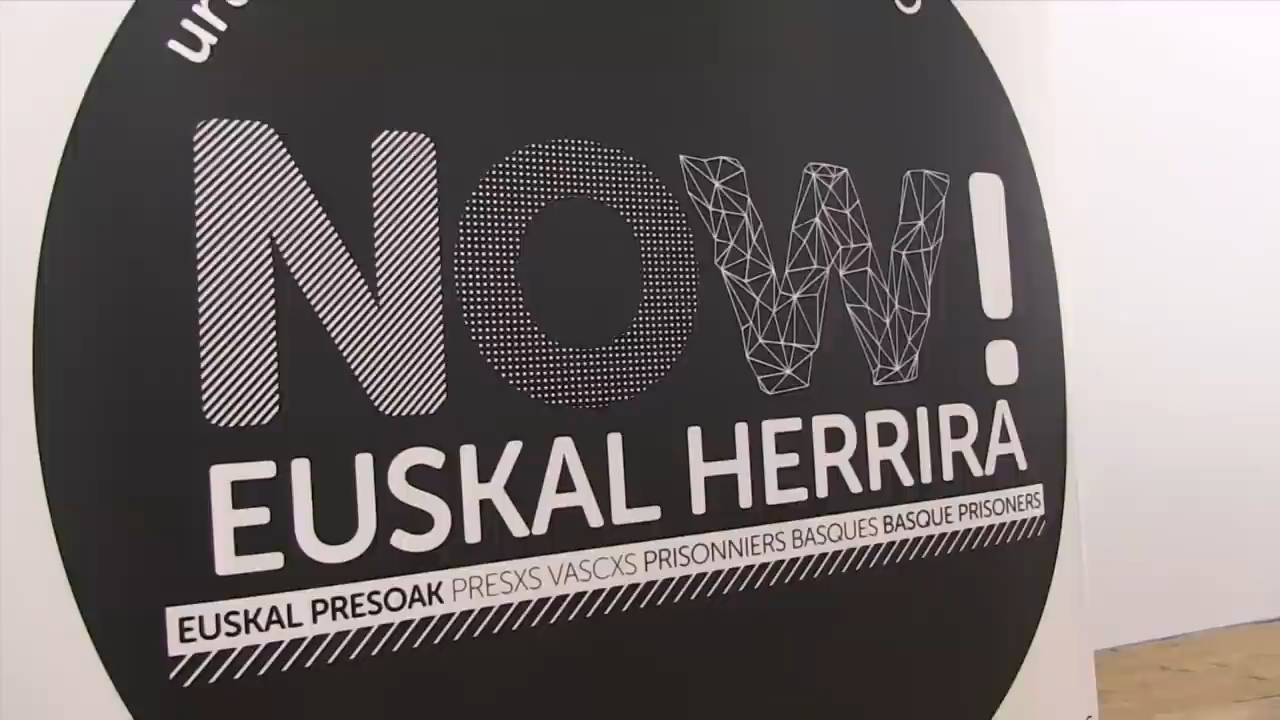 NOW!
EUSKAL HERRIRA
EUSKAL PRESOAK PRESXS VASCXS PRISONNIERS BASQUES BASQUE PRISONERS